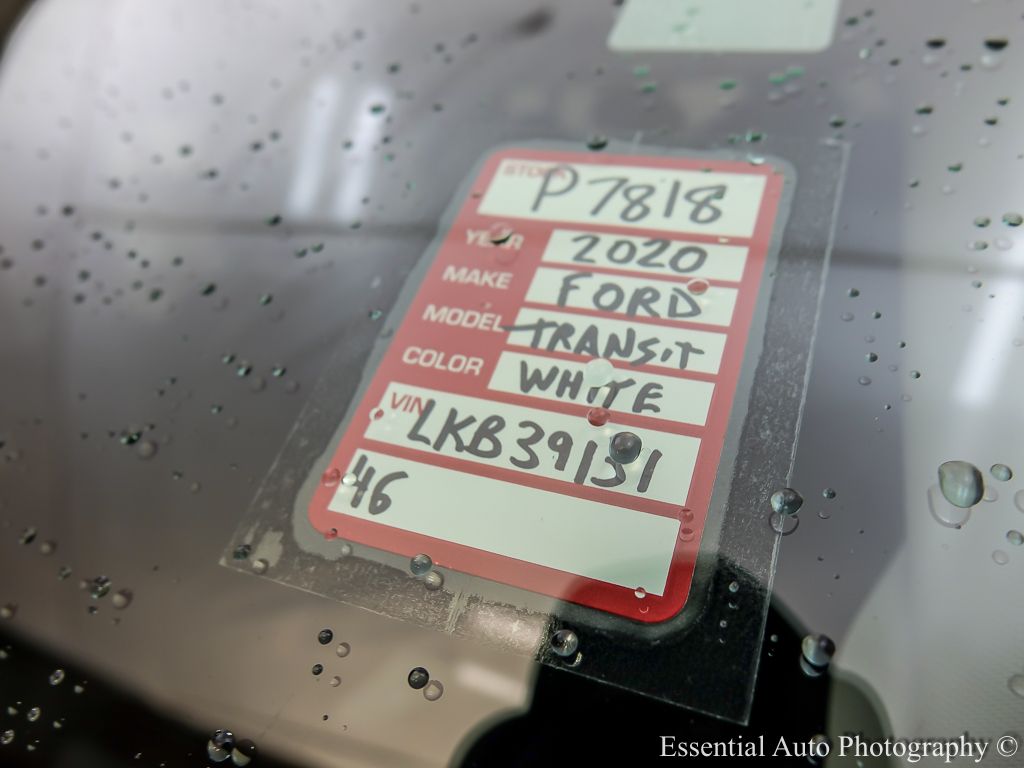 STOCK P7818
YEAR 2020
MAKE FORD
MODEL TRANSIT
COLOR WHITE
VIN LKB39131
46
Essential Auto Photography ©